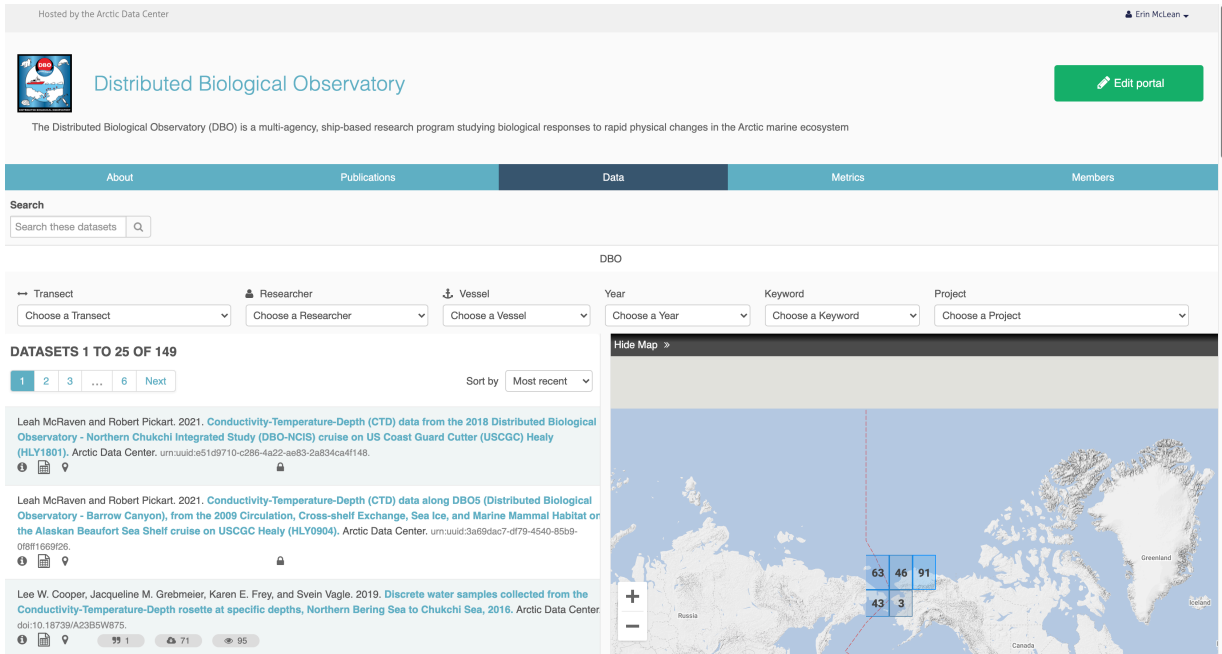 Hosted by the Arctic Data Center
Erin McLean
DBO
Distributed Biological Observatory
Edit portal
The Distributed Biological Observatory (DBO) is a multi-agency, ship-based research program studying biological responses to rapid physical changes in the Arctic marine ecosystem
About
Publications
Data
Metrics
Members
Search
Search these datasets
DBO
Transect
Researcher
Vessel
Year
Keyword
Project
Choose a Transect
Choose a Researcher
Choose a Vessel
Choose a Year
Choose a Keyword
Choose a Project
DATASETS 1 TO 25 OF 149
1 2 3 ... 6 Next
Sort by
Most recent
Leah McRaven and Robert Pickart. 2021. Conductivity-Temperature-Depth (CTD) data from the 2018 Distributed Biological
Observatory - Northern Chukchi Integrated Study (DBO-NCIS) cruise on US Coast Guard Cutter (USCGC) Healy
(HLY1801). Arctic Data Center. urn:uuid:e51d9710-c286-4a22-ae83-2a834ca4f148.
Leah McRaven and Robert Pickart. 2021. Conductivity-Temperature-Depth (CTD) data along DBO5 (Distributed Biological
Observatory - Barrow Canyon), from the 2009 Circulation, Cross-shelf Exchange, Sea Ice, and Marine Mammal Habitat on
the Alaskan Beaufort Sea Shelf cruise on USCGC Healy (HLY0904). Arctic Data Center. urn:uuid:3a69dac7-df79-4540-85b9-
0f8ff1669f26.
Lee W. Cooper, Jacqueline M. Grebmeier, Karen E. Frey, and Svein Vagle. 2019. Discrete water samples collected from the
Conductivity-Temperature-Depth rosette at specific depths, Northern Bering Sea to Chukchi Sea, 2016. Arctic Data Center.
doi:10.18739/A23B5W875.
1
71
95
Hide Map »
63 46 91
43 3
Greenland
Iceland
Russia
Canada
+
−